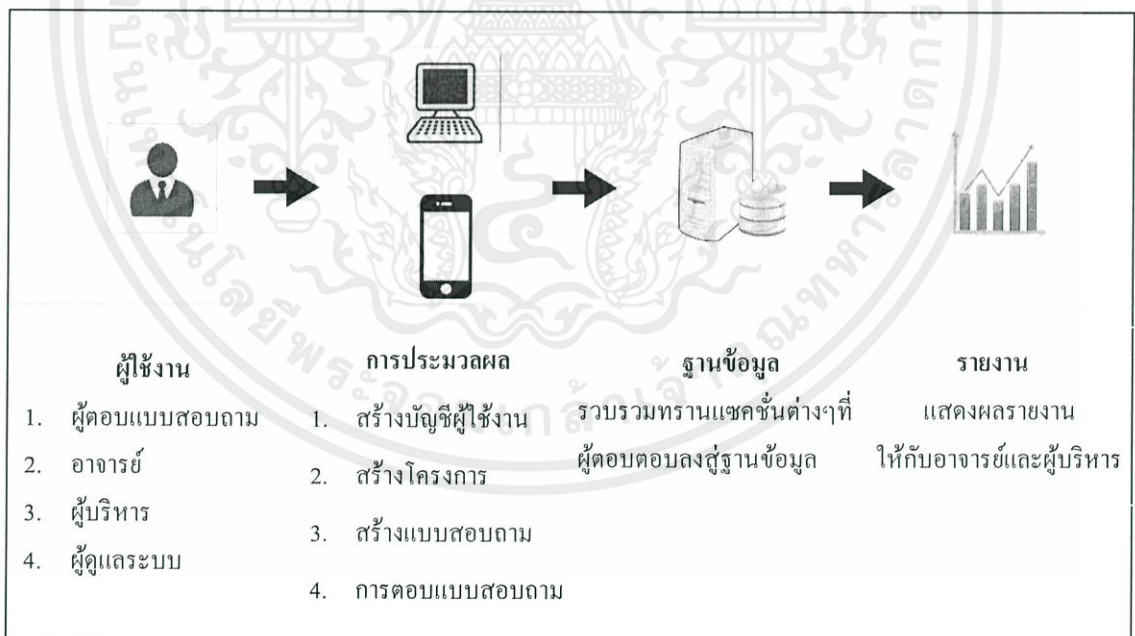 ผู้ใช้งาน
1. ผู้ตอบแบบสอบถาม
2. อาจารย์
3. ผู้บริหาร
4. ผู้ดูแลระบบ
การประมวลผล
1. สร้างบัญชีผู้ใช้งาน
2. สร้างโครงการ
3. สร้างแบบสอบถาม
4. การตอบแบบสอบถาม
ฐานข้อมูล
รวบรวมทรานแซคชั่นต่างๆที่
ผู้ตอบตอบลงสู่ฐานข้อมูล
รายงาน
แสดงผลรายงาน
ให้กับอาจารย์และผู้บริหาร